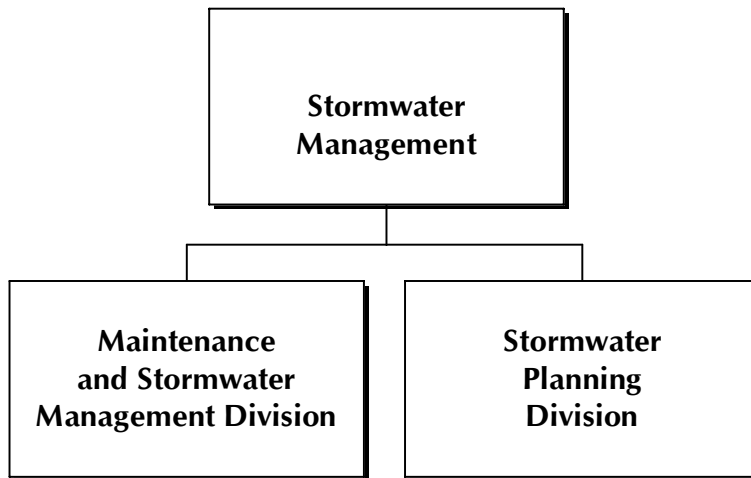 Stormwater
Management
Maintenance
and Stormwater
Management Division
Stormwater
Planning
Division